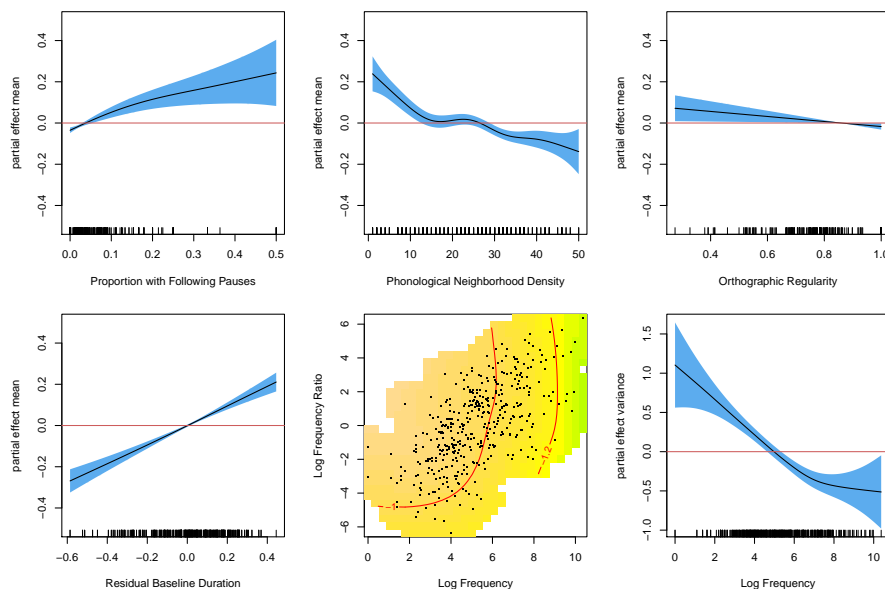 partial effect mean
0.4
0.2
0.0
−0.2
−0.4
0.0 0.1 0.2 0.3 0.4 0.5
Proportion with Following Pauses
partial effect mean
0.4
0.2
0.0
−0.2
−0.4
0 10 20 30 40 50
Phonological Neighborhood Density
partial effect mean
0.4
0.2
0.0
−0.2
−0.4
0.4 0.6 0.8 1.0
Orthographic Regularity
partial effect mean
0.4
0.2
0.0
−0.2
−0.4
−0.6 −0.4 −0.2 0.0 0.2 0.4
Residual Baseline Duration
Log Frequency Ratio
6
4
2
0
−2
−4
−6
−1
−1.2
0 2 4 6 8 10
Log Frequency
partial effect variance
1.5
1.0
0.5
0.0
−0.5
−1.0
0 2 4 6 8 10
Log Frequency